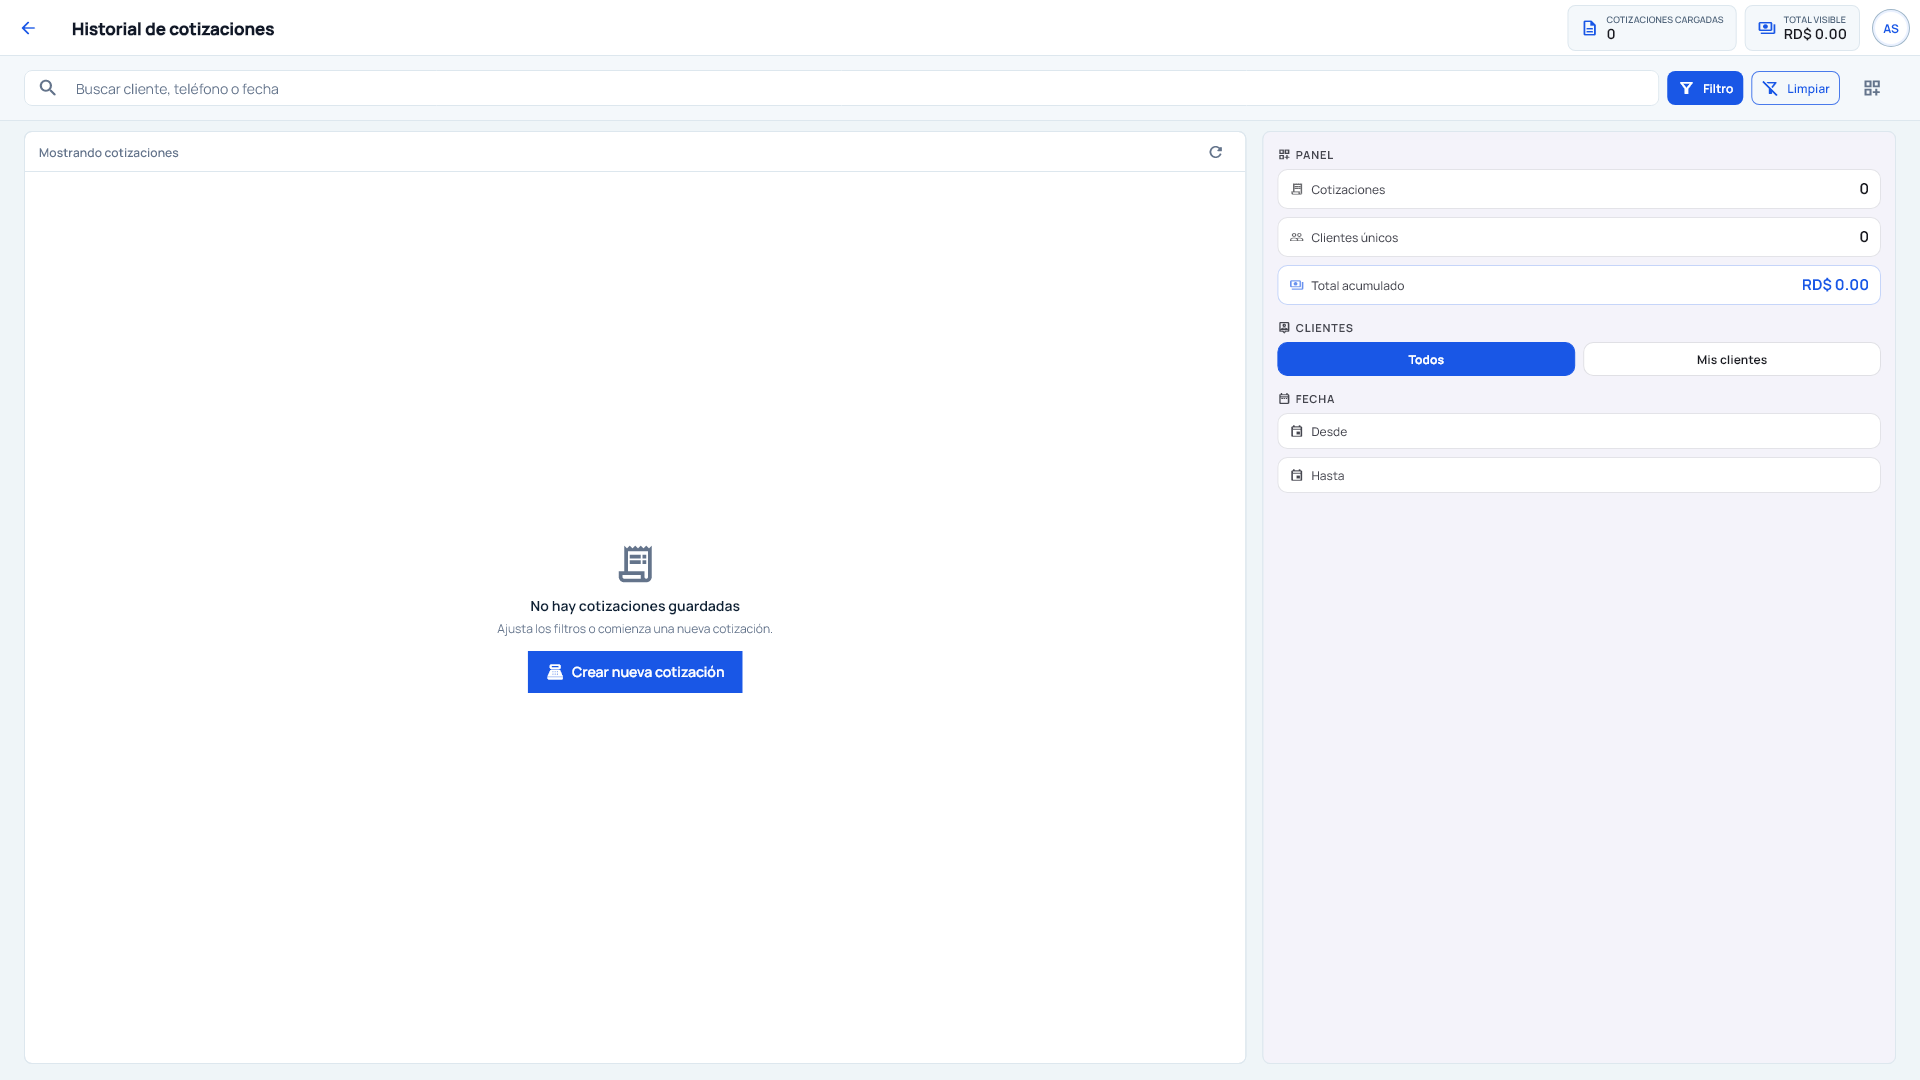 Historial de cotizaciones
COTIZACIONES CARGADAS
0
TOTAL VISIBLE
RD$ 0.00
AS
Buscar cliente, teléfono o fecha
Filtro
Limpiar
Mostrando cotizaciones
No hay cotizaciones guardadas
Ajusta los filtros o comienza una nueva cotización.
Crear nueva cotización
PANEL
Cotizaciones 0
Clientes únicos 0
Total acumulado RD$ 0.00
CLIENTES
Todos
Mis clientes
FECHA
Desde
Hasta